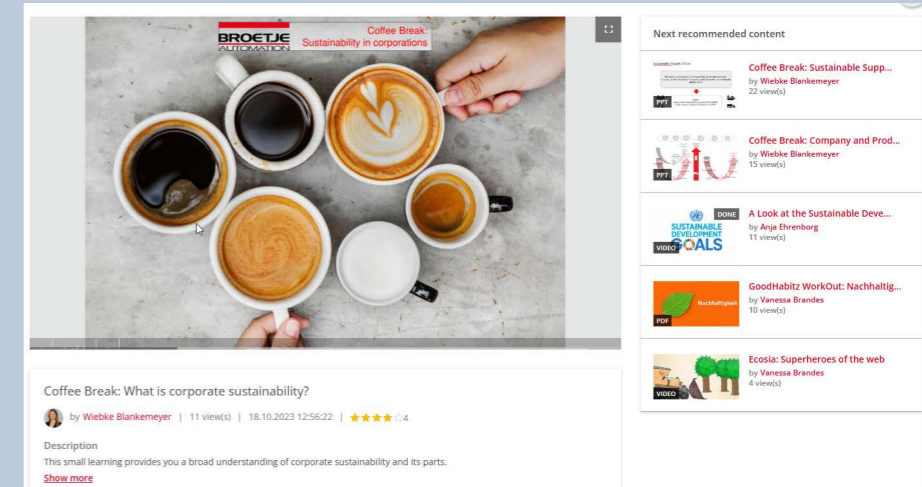 BROETJE
AUTOMATION
Coffee Break:
Sustainability in corporations
Coffee Break: What is corporate sustainability?
by Wiebke Blankemeyer | 11 view(s) | 18.10.2023 12:56:22 | 4
Description
This small learning provides you a broad understanding of corporate sustainability and its parts.
Show more
Next recommended content
PPT
Coffee Break: Sustainable Supp...
by Wiebke Blankemeyer
22 view(s)
PPT
Coffee Break: Company and Prod...
by Wiebke Blankemeyer
15 view(s)
DONE
SUSTAINABLE
DEVELOPMENT
GOALS
VIDEO
A Look at the Sustainable Deve...
by Anja Ehrenborg
11 view(s)
Nachhaltigkeit
PDF
GoodHabitz WorkOut: Nachhaltig...
by Vanessa Brandes
10 view(s)
VIDEO
Ecosia: Superheroes of the web
by Vanessa Brandes
4 view(s)